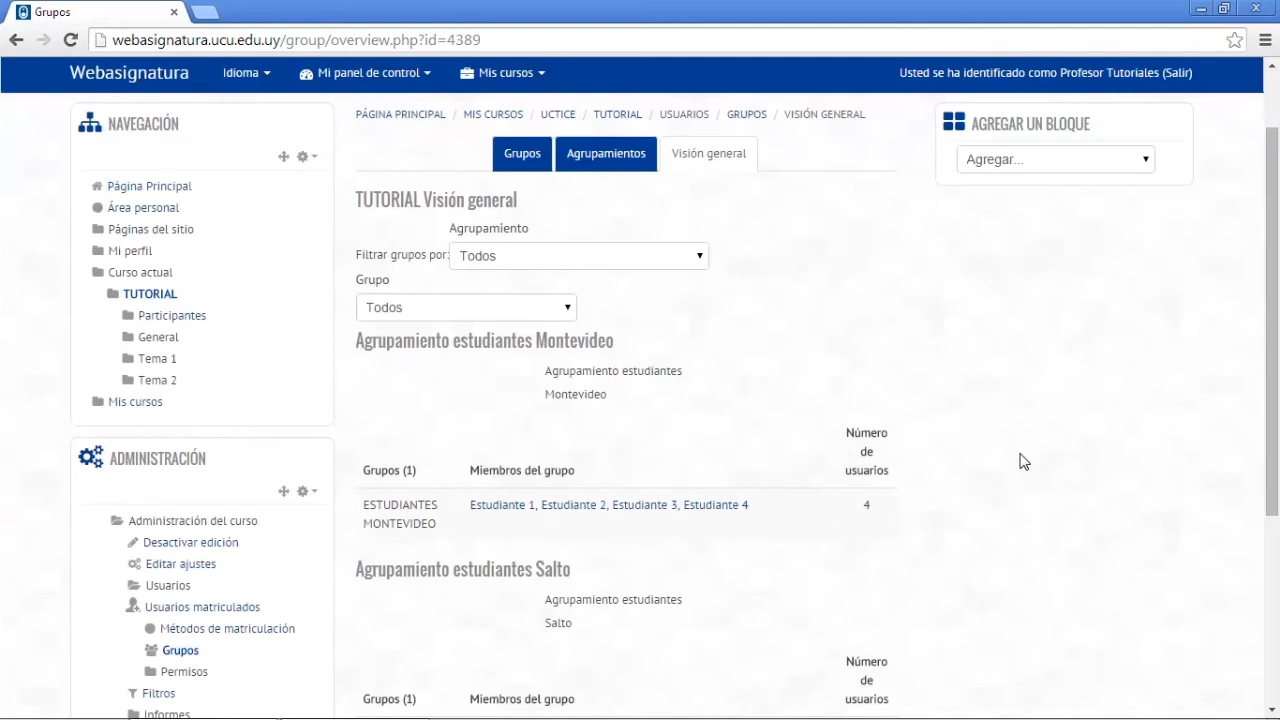 Grupos
webasignatura.ucu.edu.uy/group/overview.php?id=4389
Webasignatura
Idioma
Mi panel de control
Mis cursos
Usted se ha identificado como Profesor Tutoriales (Salir)
NAVEGACIÓN
Página Principal
Área personal
Páginas del sitio
Mi perfil
Curso actual
TUTORIAL
Participantes
General
Tema 1
Tema 2
Mis cursos
ADMINISTRACIÓN
Administración del curso
Desactivar edición
Editar ajustes
Usuarios
Usuarios matriculados
Métodos de matriculación
Grupos
Permisos
Filtros
Informes
PÁGINA PRINCIPAL / MIS CURSOS / UCTICE / TUTORIAL / USUARIOS / GRUPOS / VISIÓN GENERAL
Grupos
Agrupamientos
Visión general
TUTORIAL Visión general
Agrupamiento
Filtrar grupos por:
Todos
Grupo
Todos
Agrupamiento estudiantes Montevideo
Agrupamiento estudiantes
Montevideo
Número
de
Grupos (1) Miembros del grupo usuarios
ESTUDIANTES Estudiante 1, Estudiante 2, Estudiante 3, Estudiante 4 4
MONTEVIDEO
Agrupamiento estudiantes Salto
Agrupamiento estudiantes
Salto
Número
de
Grupos (1) Miembros del grupo usuarios
AGREGAR UN BLOQUE
Agregar...